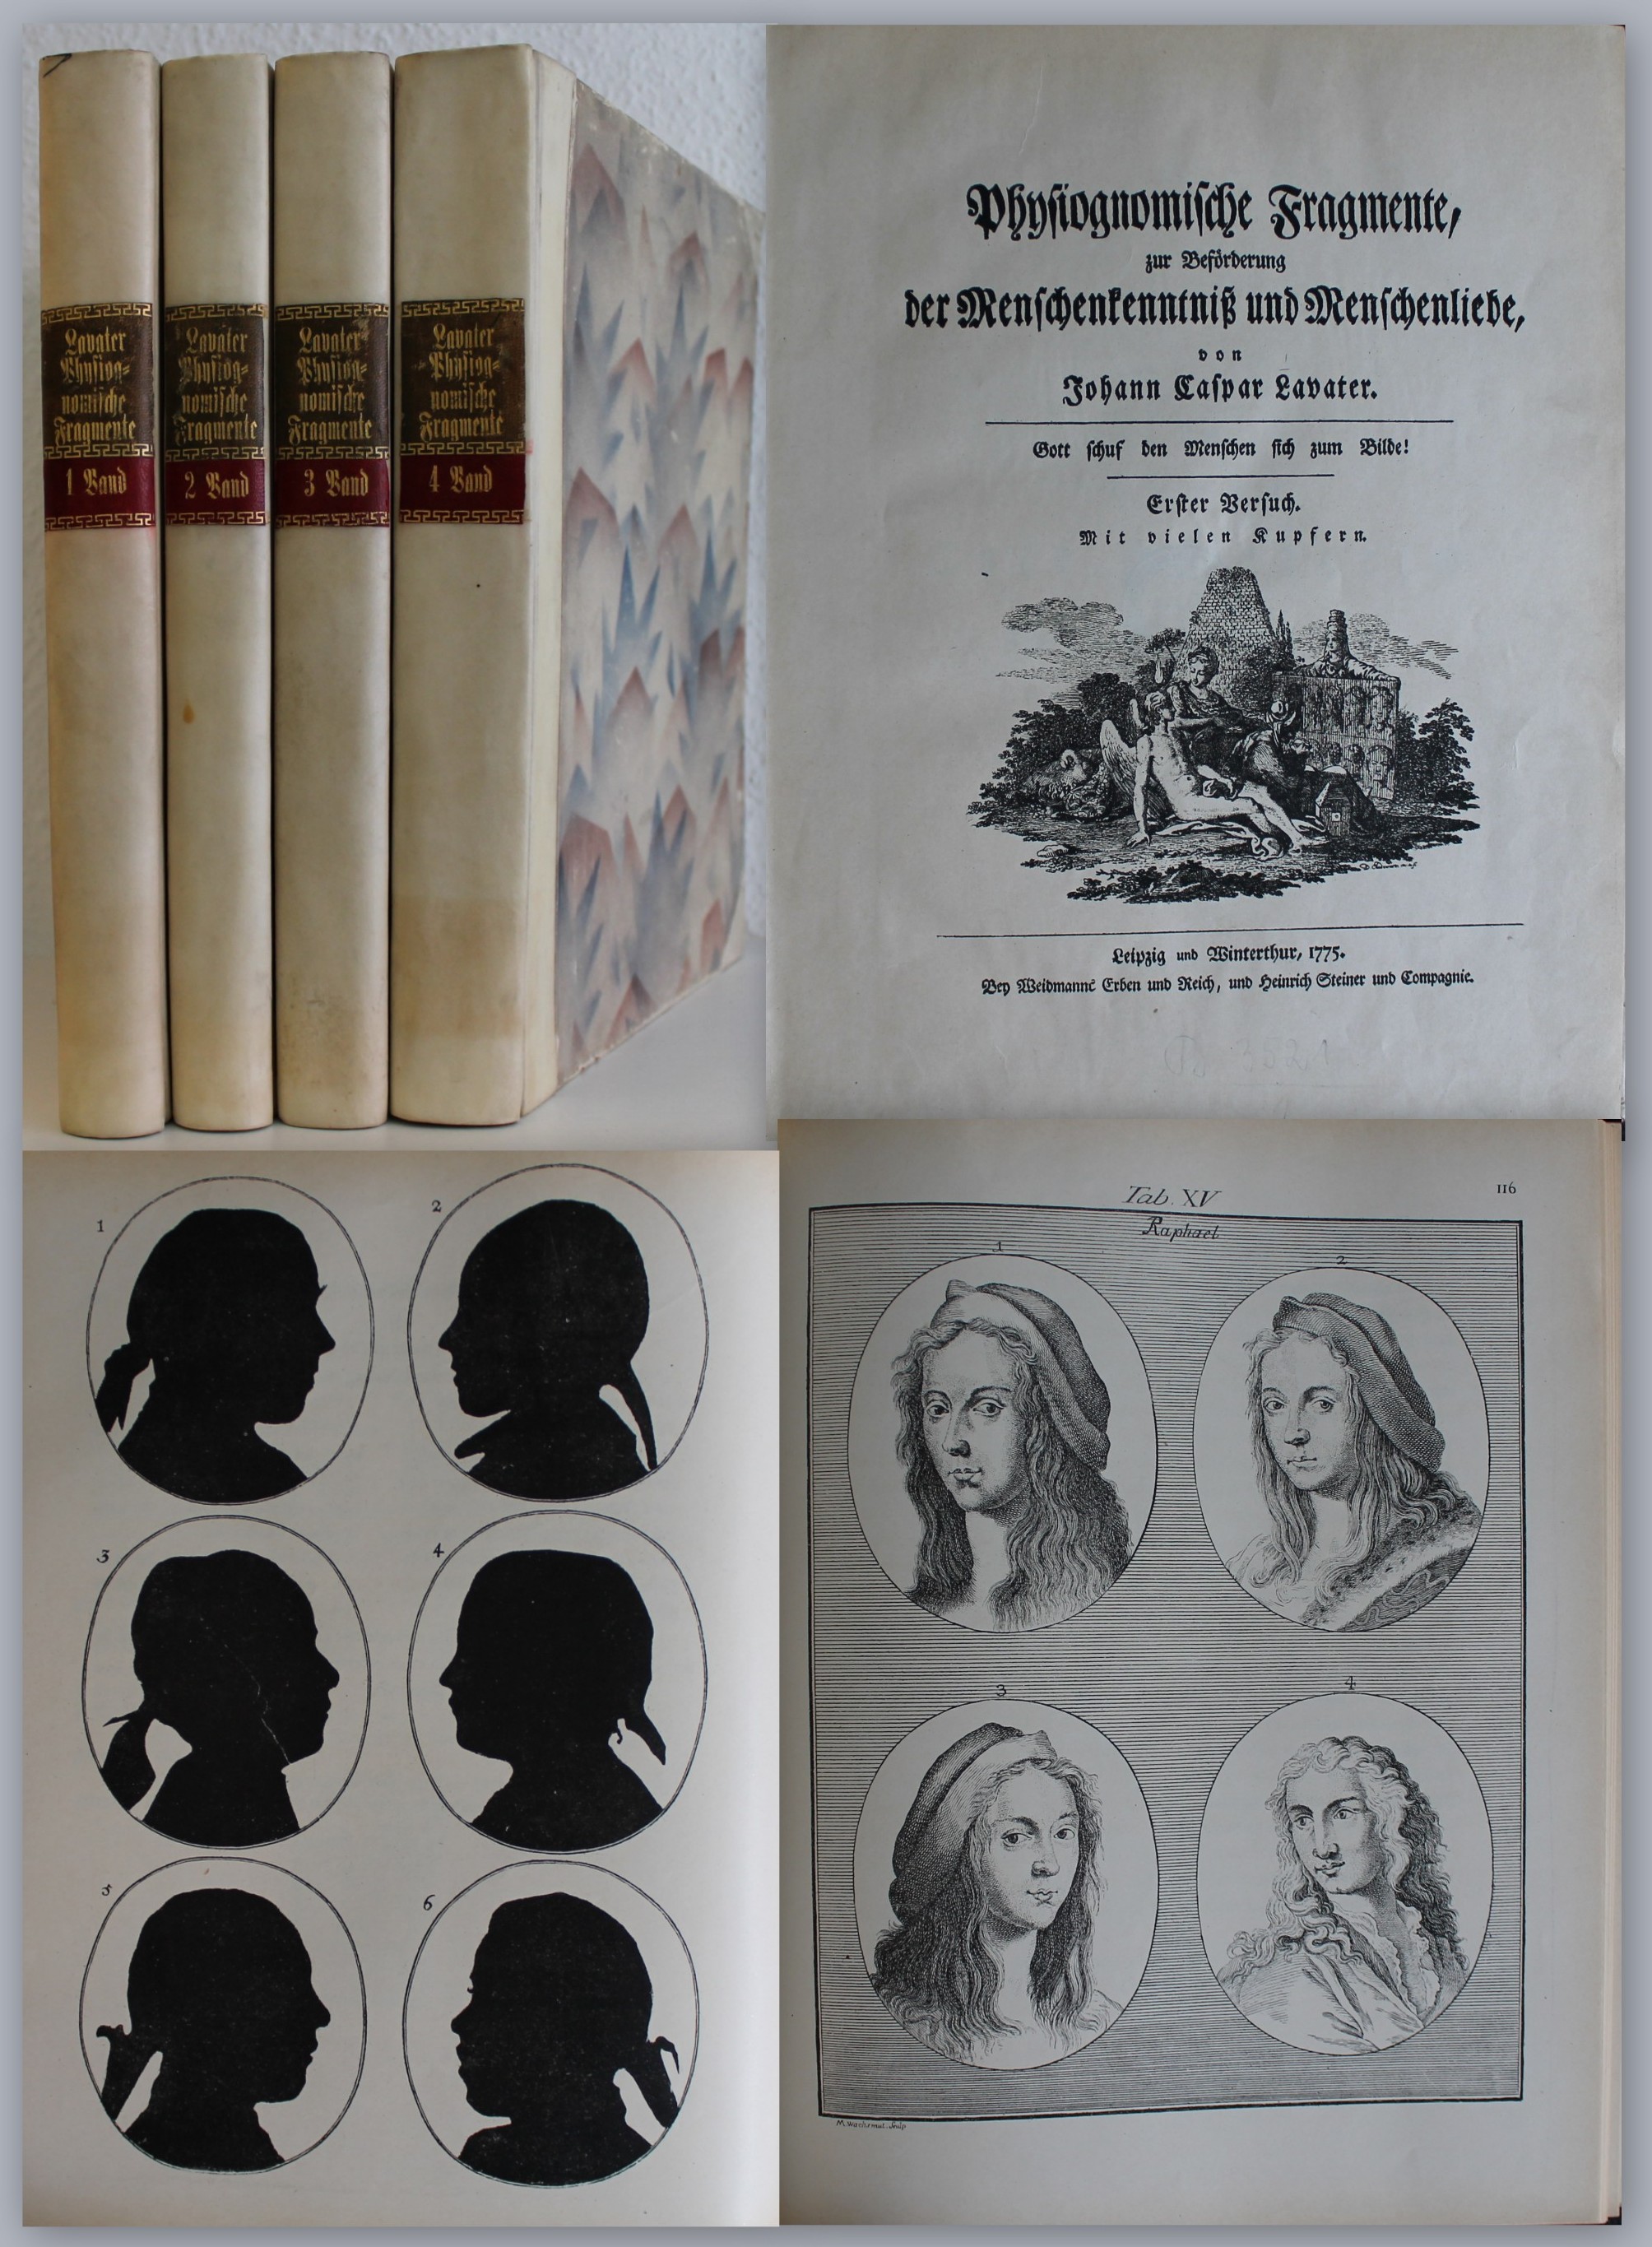 Lavater
Physiog=
nomische
Fragmente
1 Band
Lavater
Physiog=
nomische
Fragmente
2 Band
Lavater
Physiog=
nomische
Fragmente
3 Band
Lavater
Physiog=
nomische
Fragmente
4 Band
Physiognomische Fragmente,
zur Beförderung
der Menschenkenntniß und Menschenliebe,
von
Johann Caspar Lavater.
Gott schuf den Menschen sich zum Bilde!
Erster Versuch.
Mit vielen Kupfern.
Leipzig und Winterthur, 1775.
Bey Weidmanns Erben und Reich, und Heinrich Steiner und Compagnie.
3521
1
2
3
4
5
6
Tab. XV
116
Raphael
1
2
3
4
M. Wachsmut. Sculp